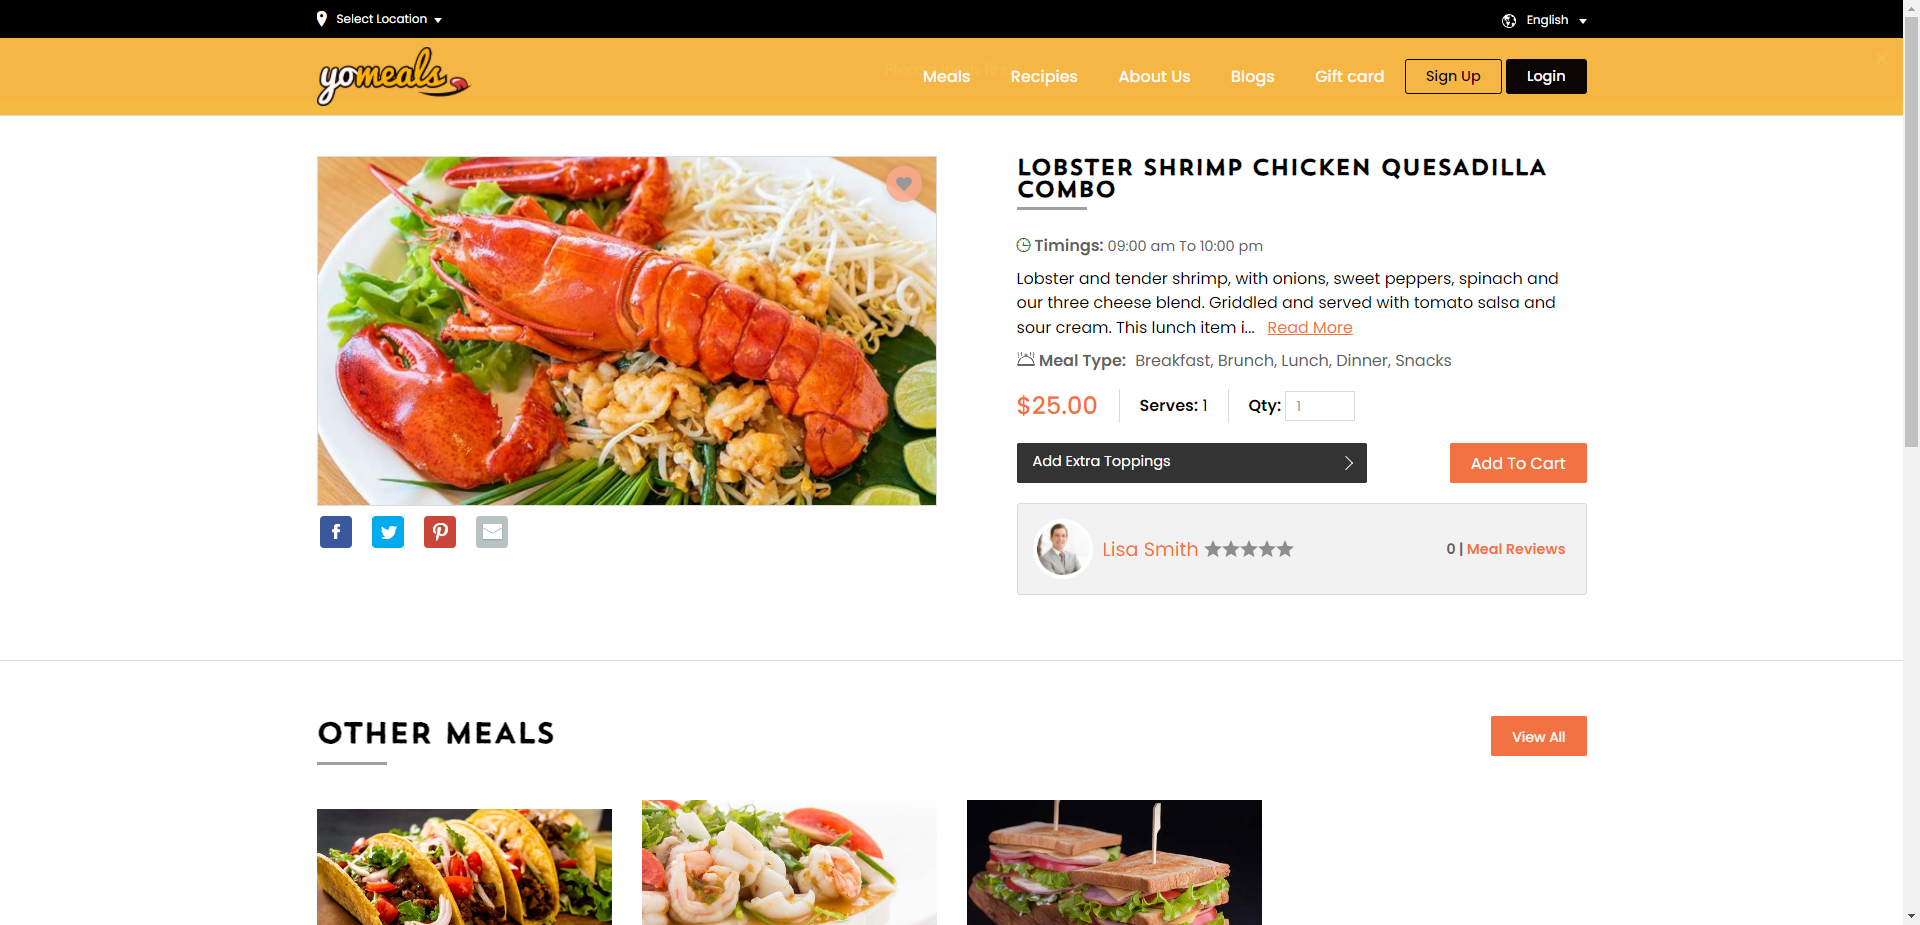 Select Location
English
yomeals
Please login first
Meals
Recipies
About Us
Blogs
Gift card
Sign Up
Login
LOBSTER SHRIMP CHICKEN QUESADILLA
COMBO
Timings: 09:00 am To 10:00 pm
Lobster and tender shrimp, with onions, sweet peppers, spinach and
our three cheese blend. Griddled and served with tomato salsa and
sour cream. This lunch item i... Read More
Meal Type: Breakfast, Brunch, Lunch, Dinner, Snacks
$25.00
Serves: 1
Qty: 1
Add Extra Toppings
Add To Cart
Lisa Smith
0 | Meal Reviews
OTHER MEALS
View All